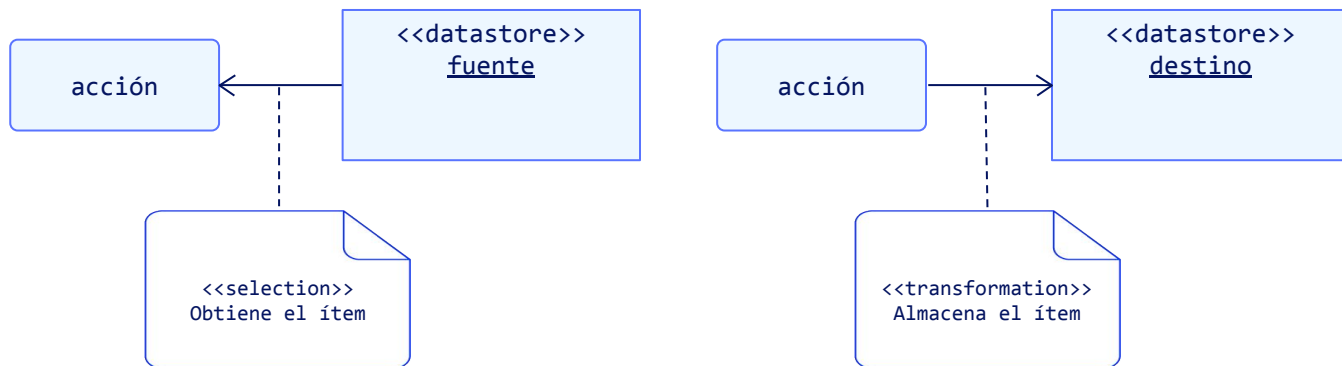 <<datastore>>
fuente
acción
<<selection>>
Obtiene el ítem
<<datastore>>
destino
acción
<<transformation>>
Almacena el ítem